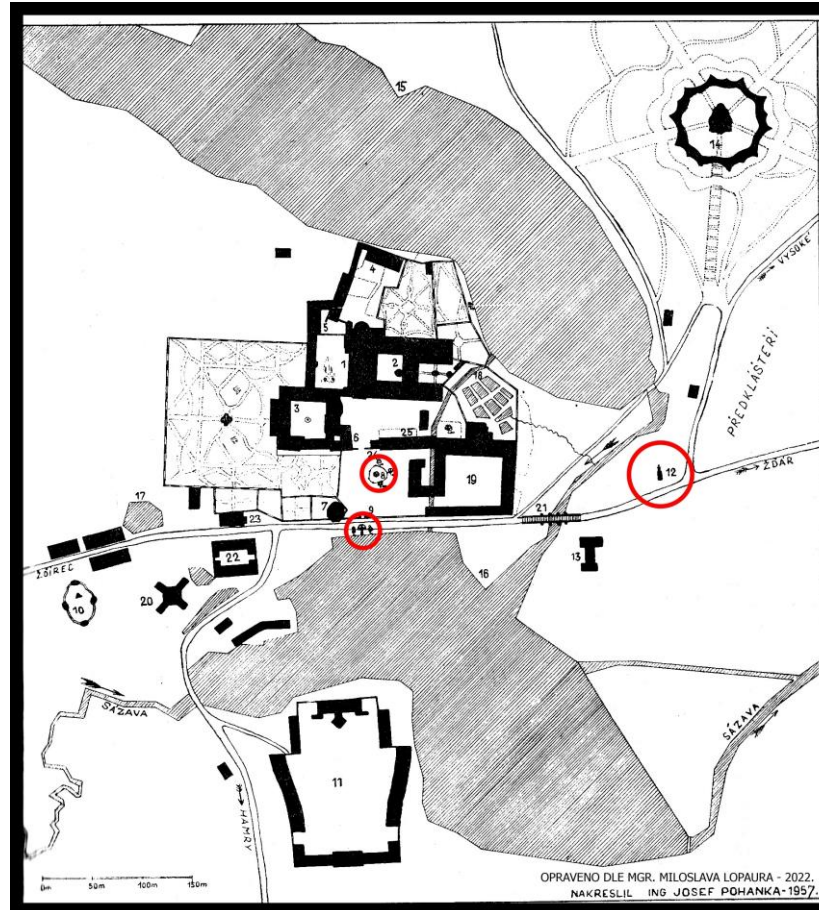 15
14
VYSOKÉ
4
5
1
2
PŘEDKLÁŠTEŘÍ
18
3
6
25
24
8
12
ŽĎÁR
19
17
7
9
23
21
ŽDÍREC
22
13
16
10
20
SÁZAVA
SÁZAVA
11
HAMRY
0m 50m 100m 150m
OPRAVENO DLE MGR. MILOSLAVA LOPAURA - 2022.
NAKRESLIL ING JOSEF POHANKA-1957.